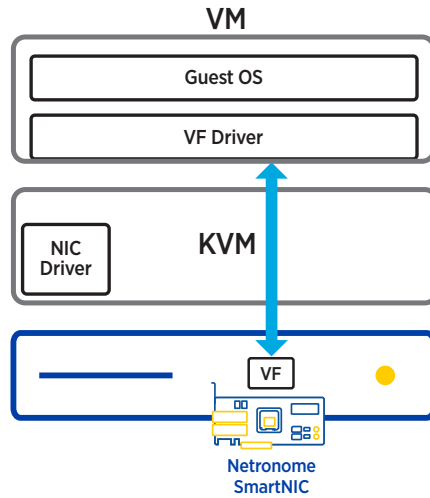 VM
Guest OS
VF Driver
KVM
NIC
Driver
VF
Netronome
SmartNIC